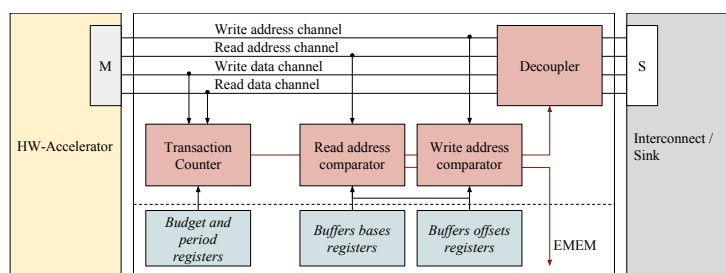 Write address channel
Read address channel
Write data channel
Read data channel
M
Decoupler
S
HW-Accelerator
Transaction
Counter
Read address
comparator
Write address
comparator
Interconnect /
Sink
Budget and
period
registers
Buffers bases
registers
Buffers offsets
registers
EMEM